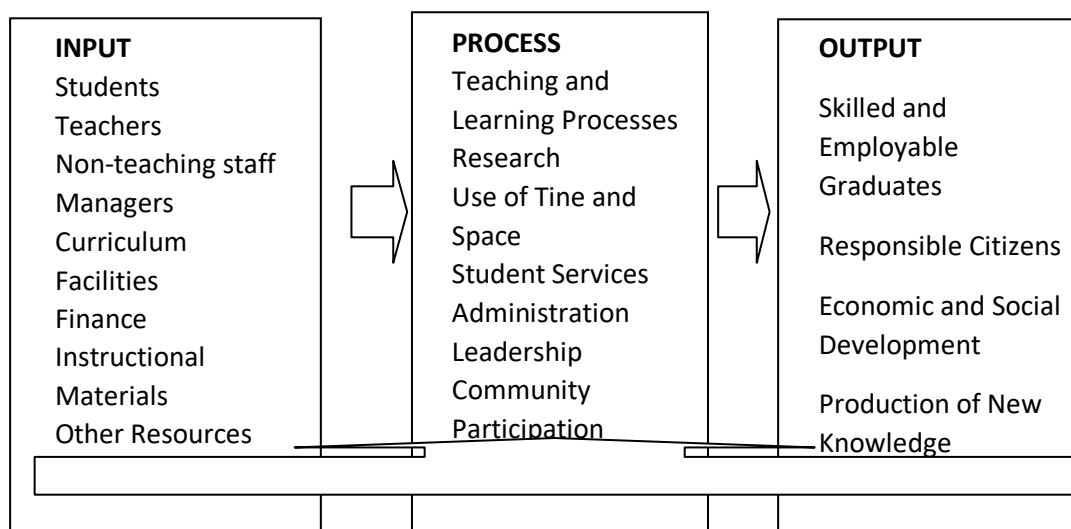 INPUT
Students
Teachers
Non-teaching staff
Managers
Curriculum
Facilities
Finance
Instructional
Materials
Other Resources
PROCESS
Teaching and
Learning Processes
Research
Use of Tine and
Space
Student Services
Administration
Leadership
Community
Participation
OUTPUT
Skilled and
Employable
Graduates
Responsible Citizens
Economic and Social
Development
Production of New
Knowledge